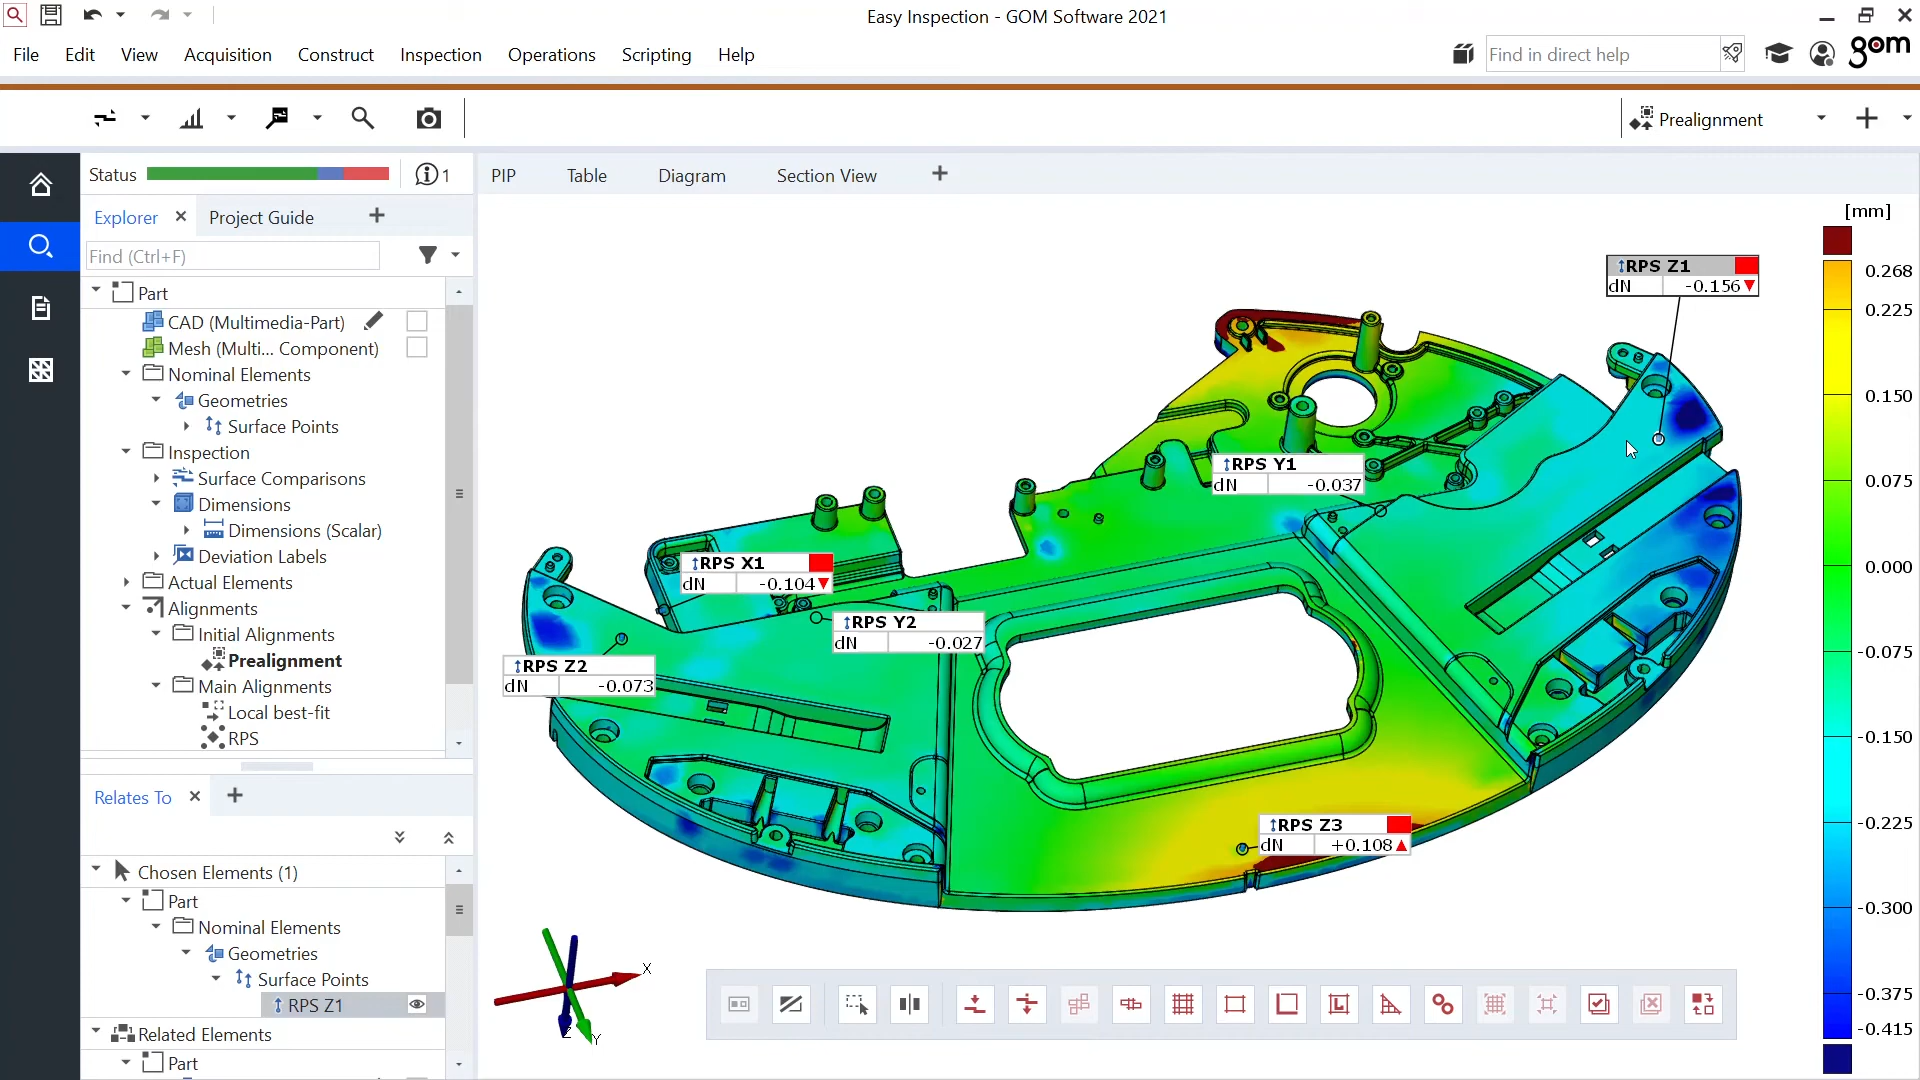 Easy Inspection - GOM Software 2021
File Edit View Acquisition Construct Inspection Operations Scripting Help
Find in direct help
gom
Prealignment
Status
1
PIP Table Diagram Section View
Explorer Project Guide
Find (Ctrl+F)
Part
CAD (Multimedia-Part)
Mesh (Multi... Component)
Nominal Elements
Geometries
Surface Points
Inspection
Surface Comparisons
Dimensions
Dimensions (Scalar)
Deviation Labels
Actual Elements
Alignments
Initial Alignments
Prealignment
Main Alignments
Local best-fit
RPS
Relates To
Chosen Elements (1)
Part
Nominal Elements
Geometries
Surface Points
RPS Z1
Related Elements
Part
RPS Z1
dN -0.156
RPS Y1
dN -0.037
RPS X1
dN -0.104
RPS Y2
dN -0.027
RPS Z2
dN -0.073
RPS Z3
dN +0.108
X
Z
Y
[mm]
0.268
0.225
0.150
0.075
0.000
-0.075
-0.150
-0.225
-0.300
-0.375
-0.415